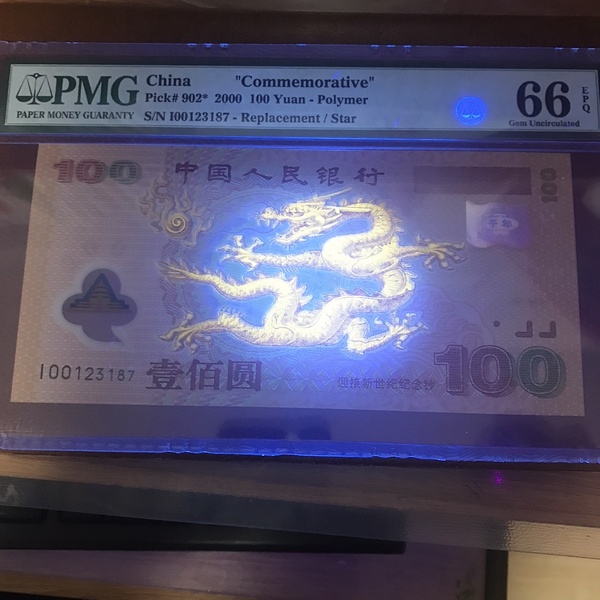 PMG
PAPER MONEY GUARANTY
China "Commemorative"
Pick# 902* 2000 100 Yuan - Polymer
S/N I00123187 - Replacement / Star
66
EPQ
Gem Uncirculated
100
中国人民银行
100
I00123187
壹佰圆
迎接新世纪纪念钞
100